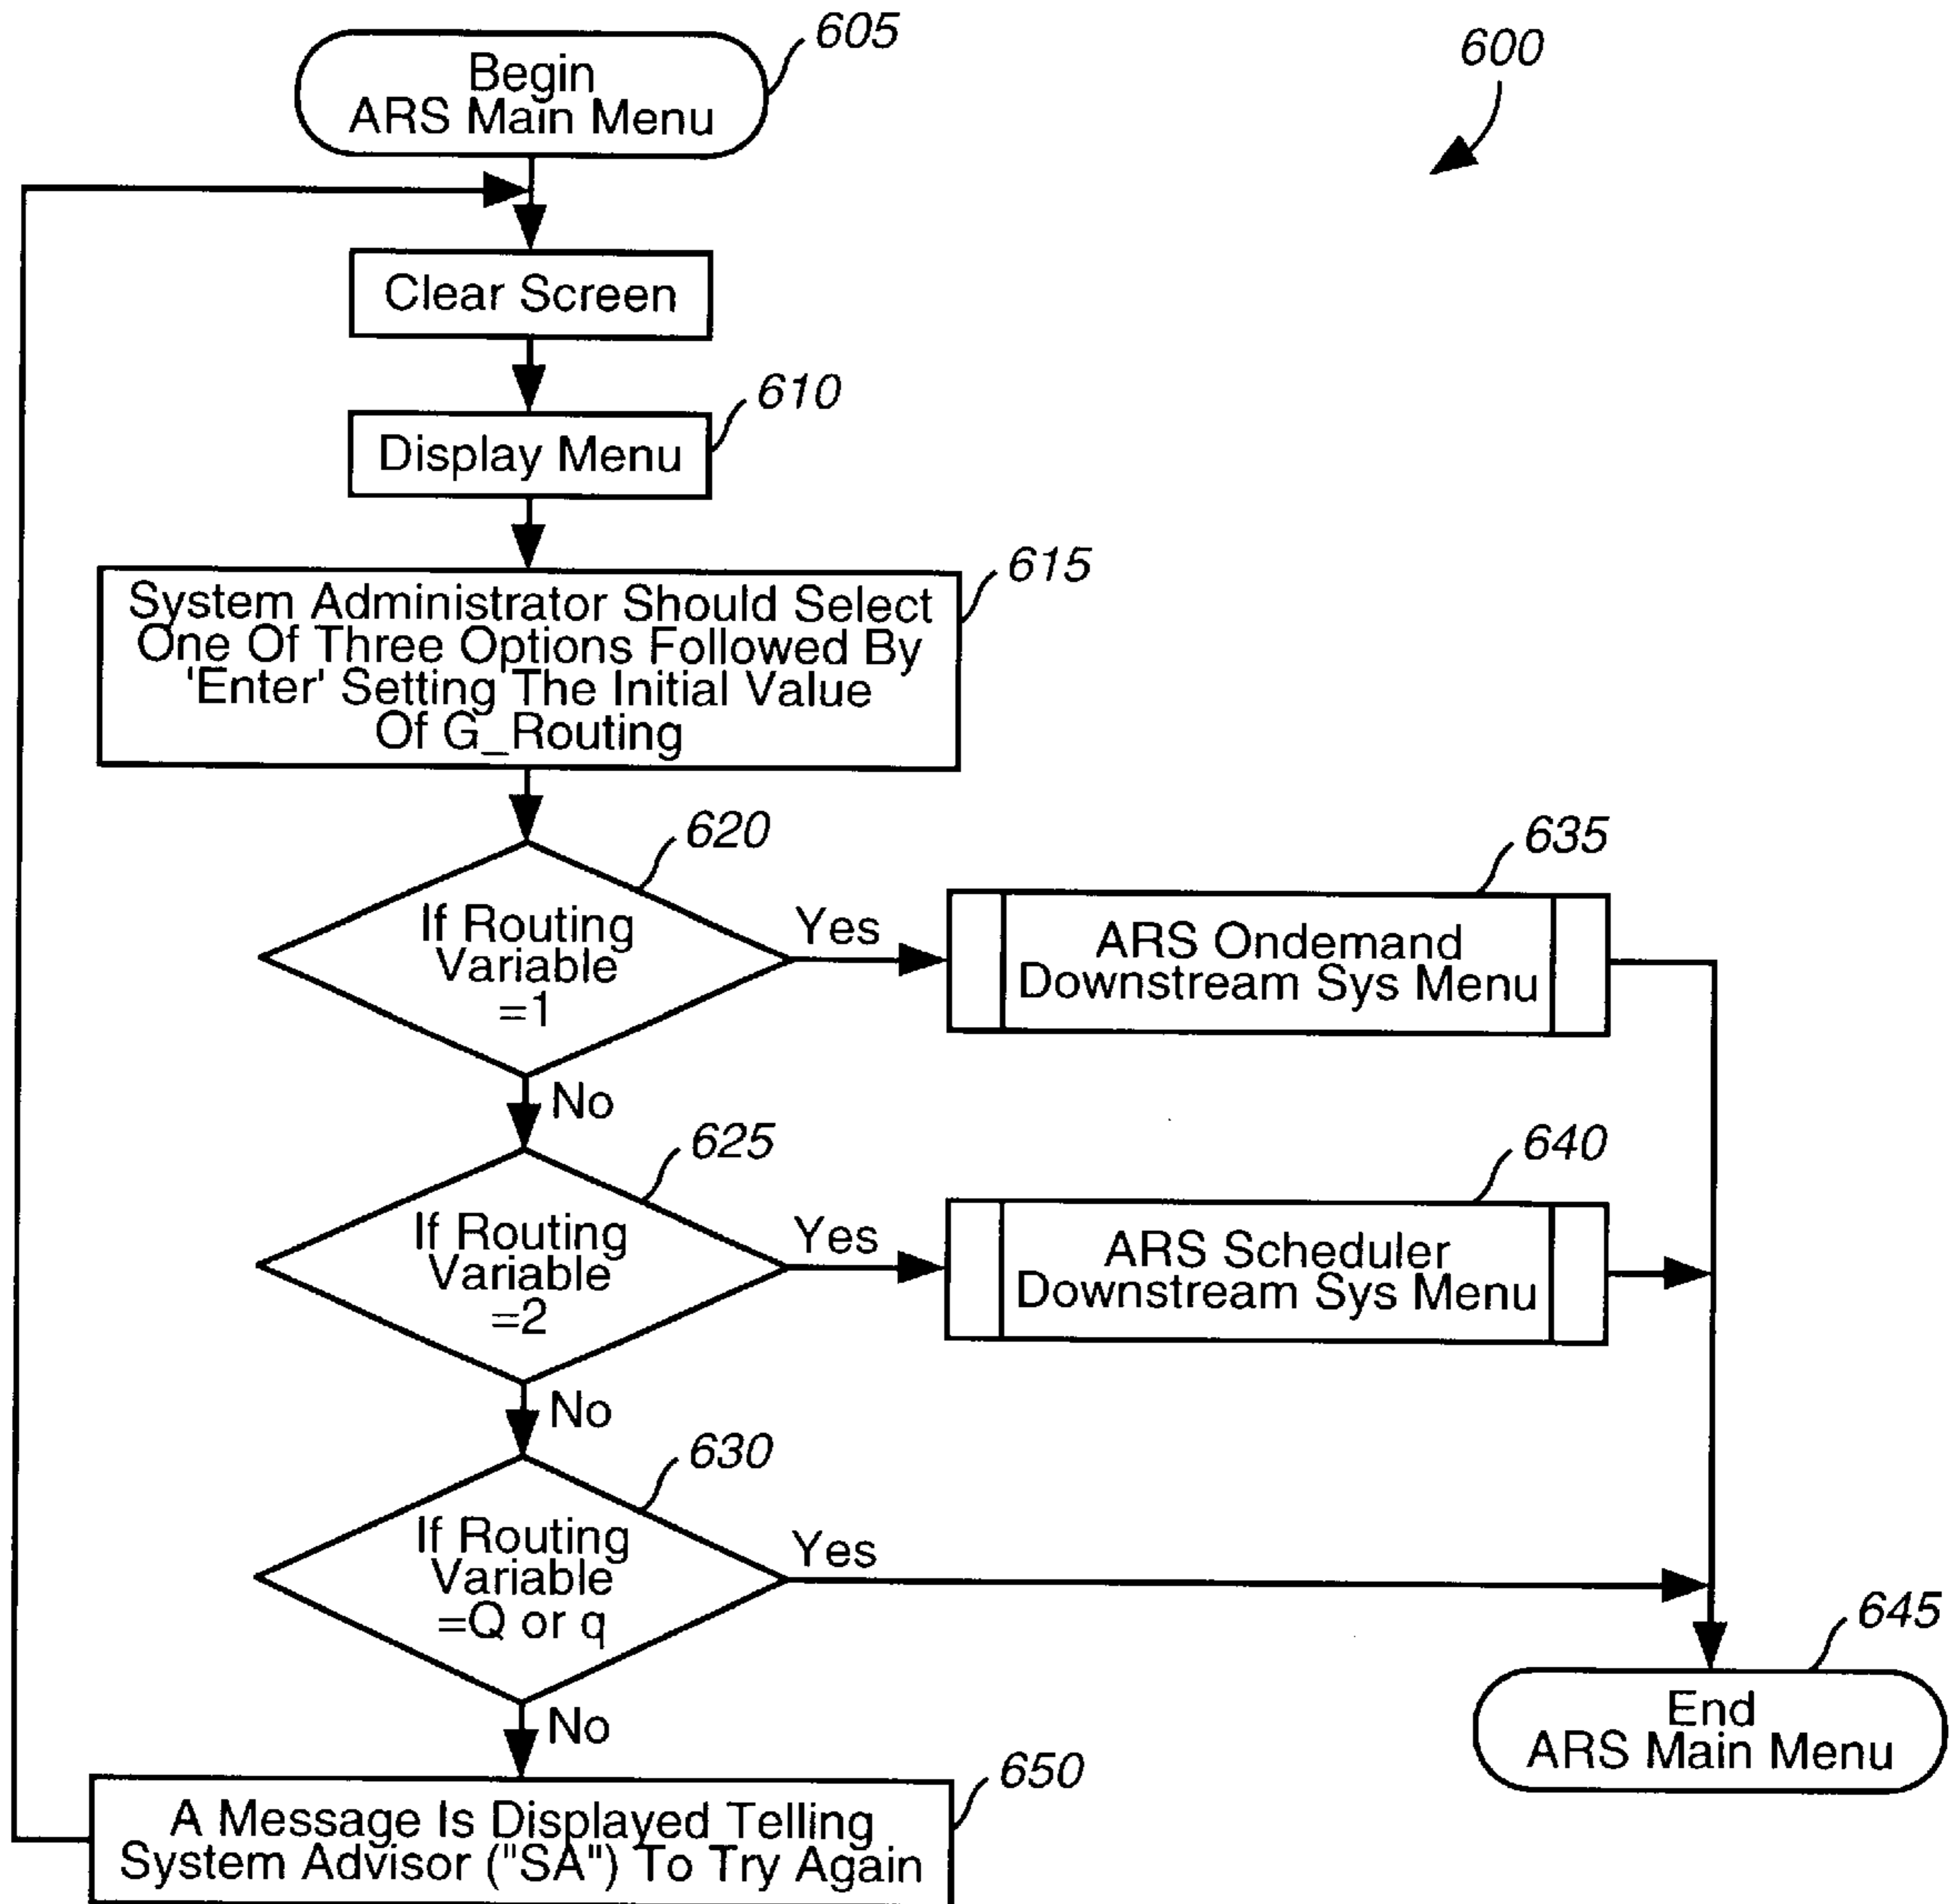 605
Begin
ARS Main Menu
600
Clear Screen
610
Display Menu
615
System Administrator Should Select
One Of Three Options Followed By
'Enter' Setting The Initial Value
Of G_Routing
620
If Routing
Variable
=1
Yes
635
ARS Ondemand
Downstream Sys Menu
No
625
If Routing
Variable
=2
Yes
640
ARS Scheduler
Downstream Sys Menu
No
630
If Routing
Variable
=Q or q
Yes
645
End
ARS Main Menu
No
650
A Message Is Displayed Telling
System Advisor ("SA") To Try Again